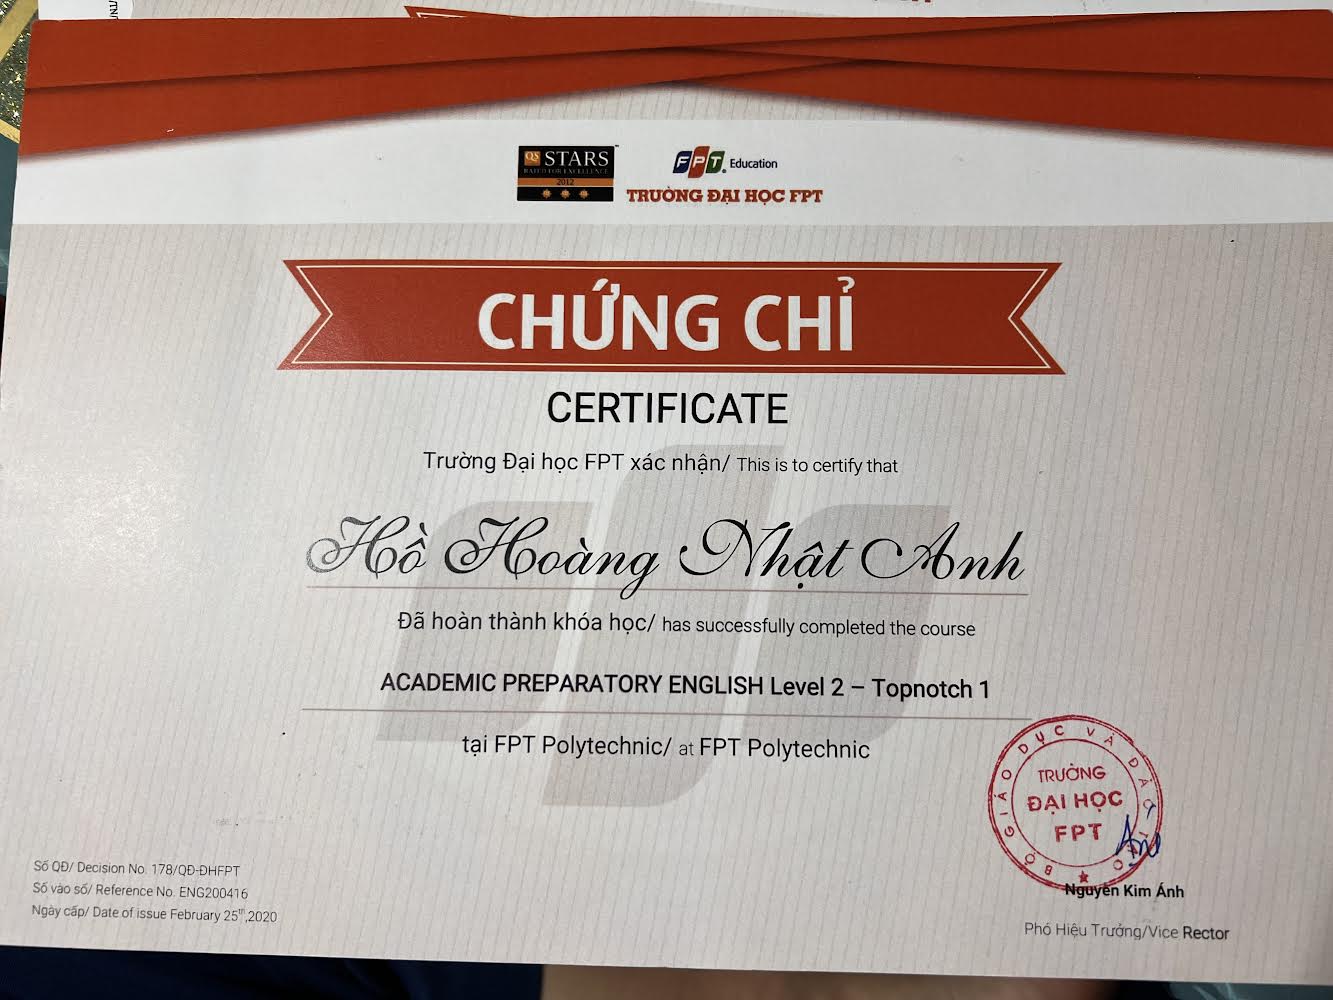 QS STARS™
RATED FOR EXCELLENCE
2012
FPT. Education
TRƯỜNG ĐẠI HỌC FPT
CHỨNG CHỈ
CERTIFICATE
Trường Đại học FPT xác nhận/ This is to certify that
Hồ Hoàng Nhật Anh
Đã hoàn thành khóa học/ has successfully completed the course
ACADEMIC PREPARATORY ENGLISH Level 2 – Topnotch 1
tại FPT Polytechnic/ at FPT Polytechnic
BỘ GIÁO DỤC VÀ ĐÀO TẠO
TRƯỜNG
ĐẠI HỌC
FPT
Số QĐ/ Decision No. 178/QĐ-ĐHFPT
Số vào sổ/ Reference No. ENG200416
Ngày cấp/ Date of issue February 25th,2020
Nguyễn Kim Ánh
Phó Hiệu Trưởng/Vice Rector